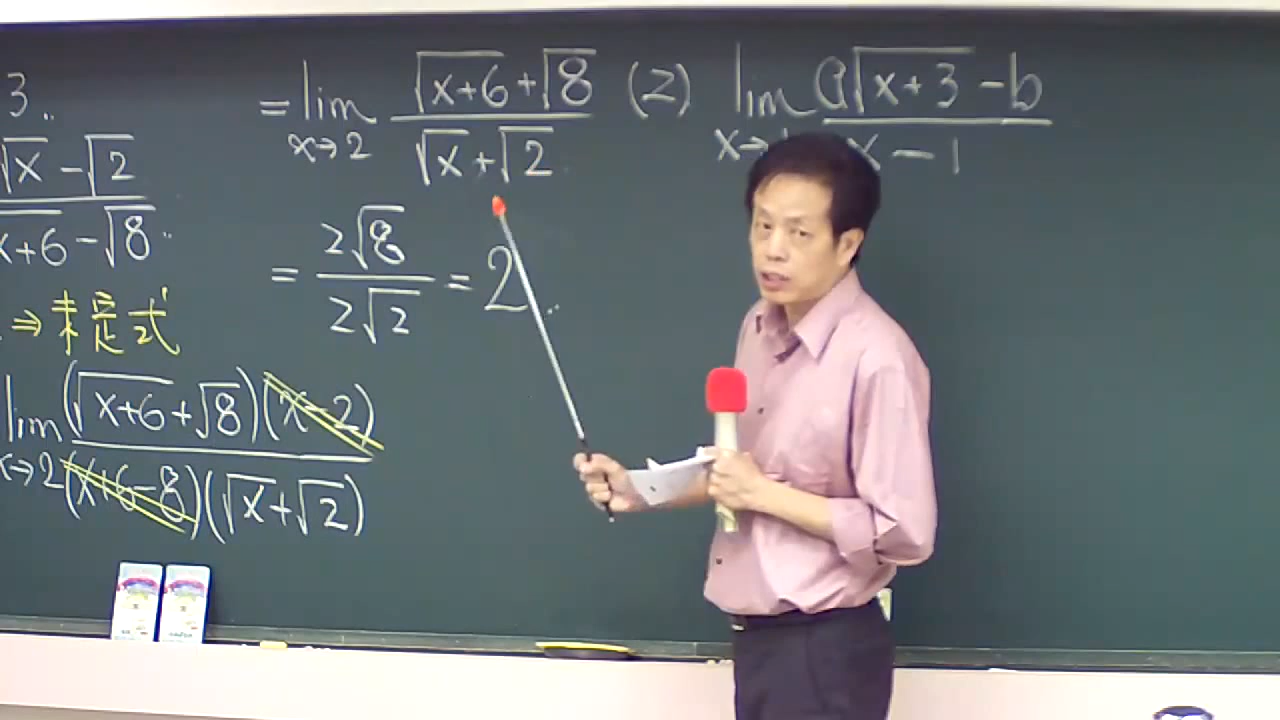 3..
√x - √2
x+6 - √8..
⇒ 未定式
lim (√x+6 + √8)(x-2)
x→2 (x+6-8)(√x+√2)
= lim √x+6 + √8
x→2 √x + √2
= 2√8 / 2√2 = 2..
(2) lim a√x+3 - b
x→ x - 1